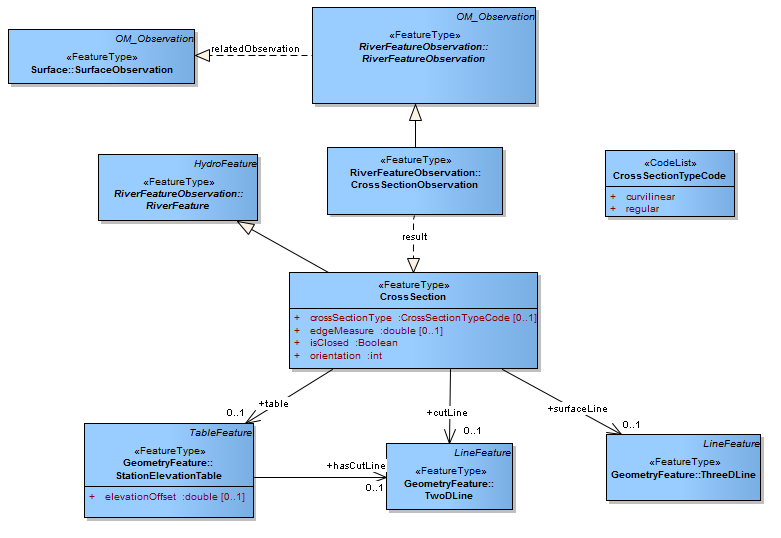 OM_Observation
«FeatureType»
Surface::SurfaceObservation
relatedObservation
OM_Observation
«FeatureType»
RiverFeatureObservation::
RiverFeatureObservation
HydroFeature
«FeatureType»
RiverFeatureObservation::
RiverFeature
«FeatureType»
RiverFeatureObservation::
CrossSectionObservation
«CodeList»
CrossSectionTypeCode
+ curvilinear
+ regular
result
«FeatureType»
CrossSection
+ crossSectionType :CrossSectionTypeCode [0..1]
+ edgeMeasure :double [0..1]
+ isClosed :Boolean
+ orientation :int
+table
0..1
+cutLine
0..1
+surfaceLine
0..1
TableFeature
«FeatureType»
GeometryFeature::
StationElevationTable
+ elevationOffset :double [0..1]
+hasCutLine
0..1
LineFeature
«FeatureType»
GeometryFeature::
TwoDLine
LineFeature
«FeatureType»
GeometryFeature::ThreeDLine